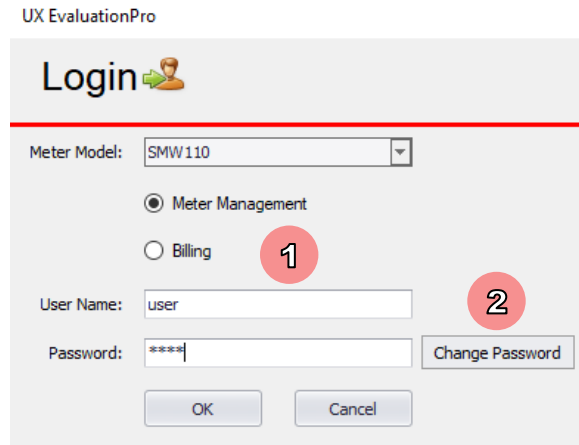 UX EvaluationPro
Login
Meter Model: SMW110
Meter Management
Billing
1
User Name: user
2
Password: ****
Change Password
OK Cancel